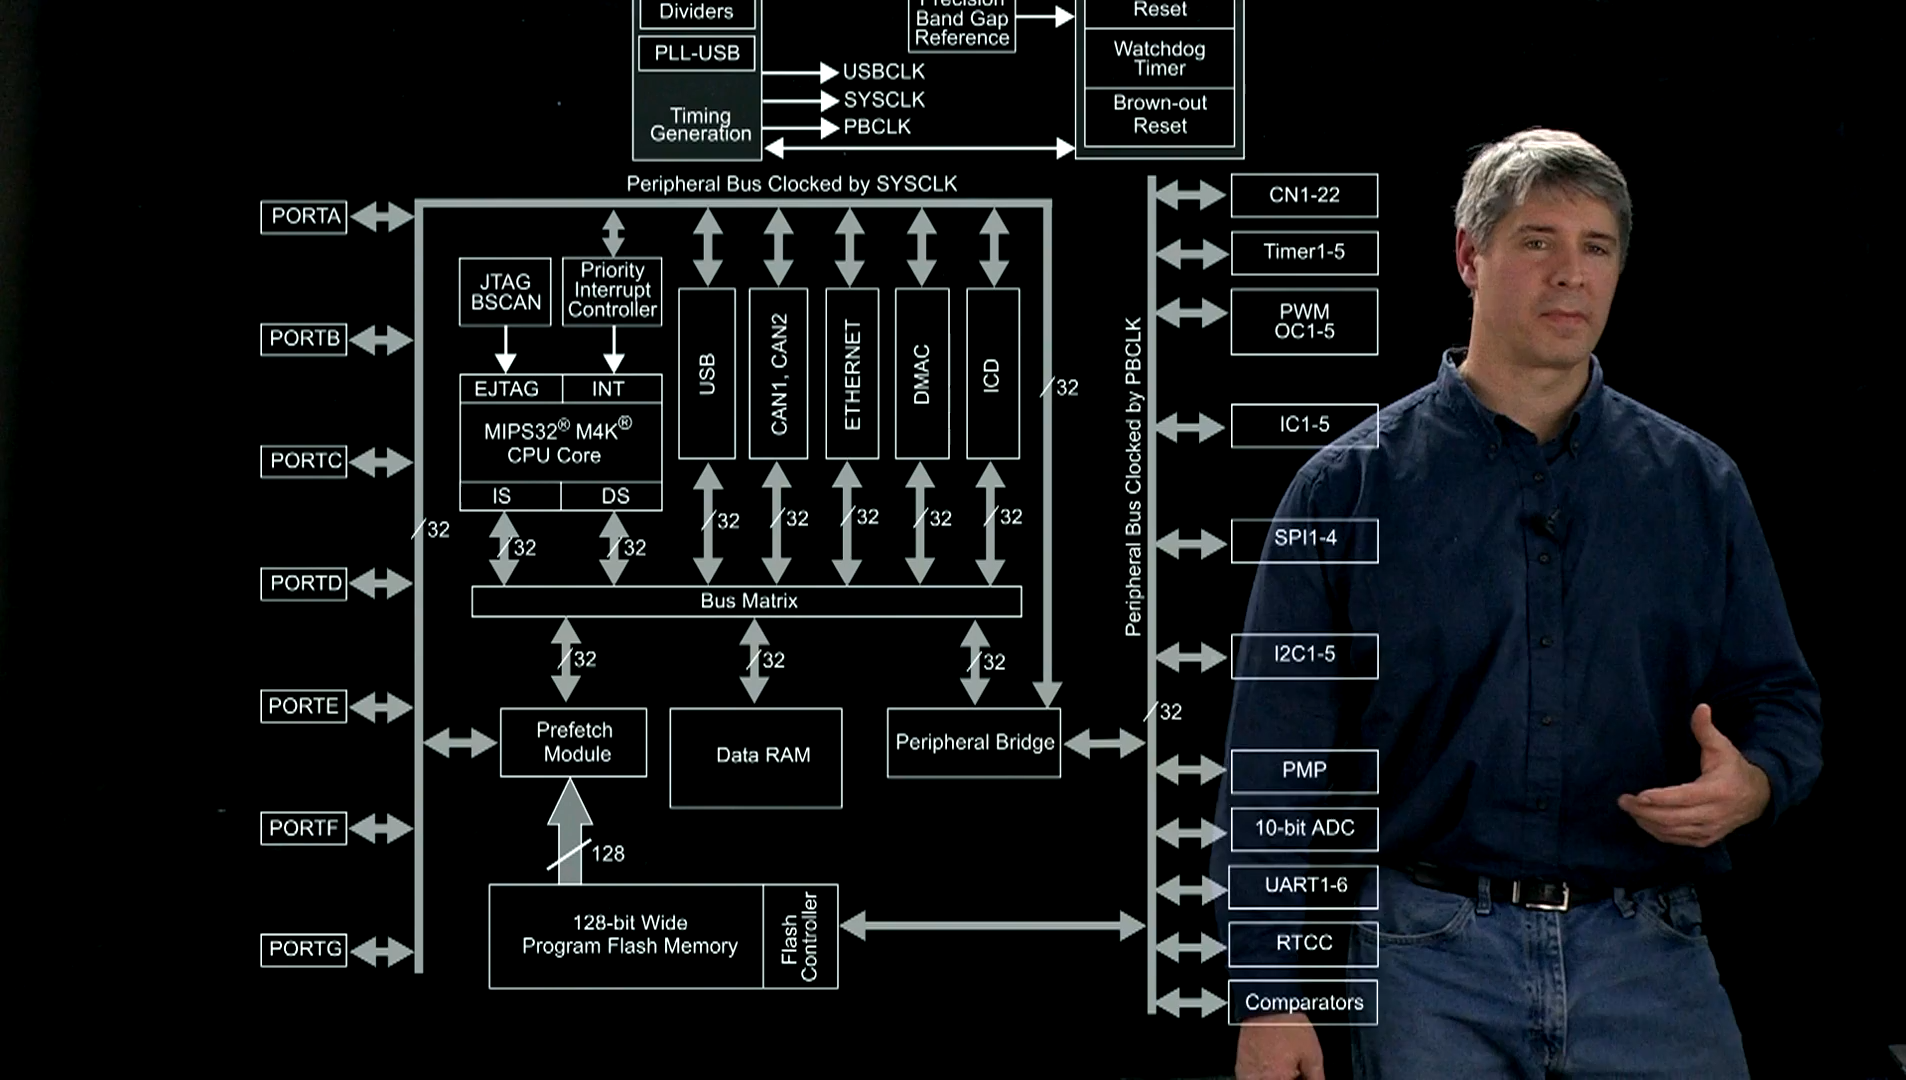 Dividers
PLL-USB
Timing
Generation
USBCLK
SYSCLK
PBCLK
Precision
Band Gap
Reference
Reset
Watchdog
Timer
Brown-out
Reset
Peripheral Bus Clocked by SYSCLK
PORTA
PORTB
PORTC
PORTD
PORTE
PORTF
PORTG
32
JTAG
BSCAN
Priority
Interrupt
Controller
EJTAG
INT
MIPS32® M4K®
CPU Core
IS
DS
32
32
USB
CAN1, CAN2
ETHERNET
DMAC
ICD
32
32
32
32
32
32
Bus Matrix
32
32
32
Prefetch
Module
Data RAM
Peripheral Bridge
128
128-bit Wide
Program Flash Memory
Flash
Controller
Peripheral Bus Clocked by PBCLK
32
CN1-22
Timer1-5
PWM
OC1-5
IC1-5
SPI1-4
I2C1-5
PMP
10-bit ADC
UART1-6
RTCC
Comparators